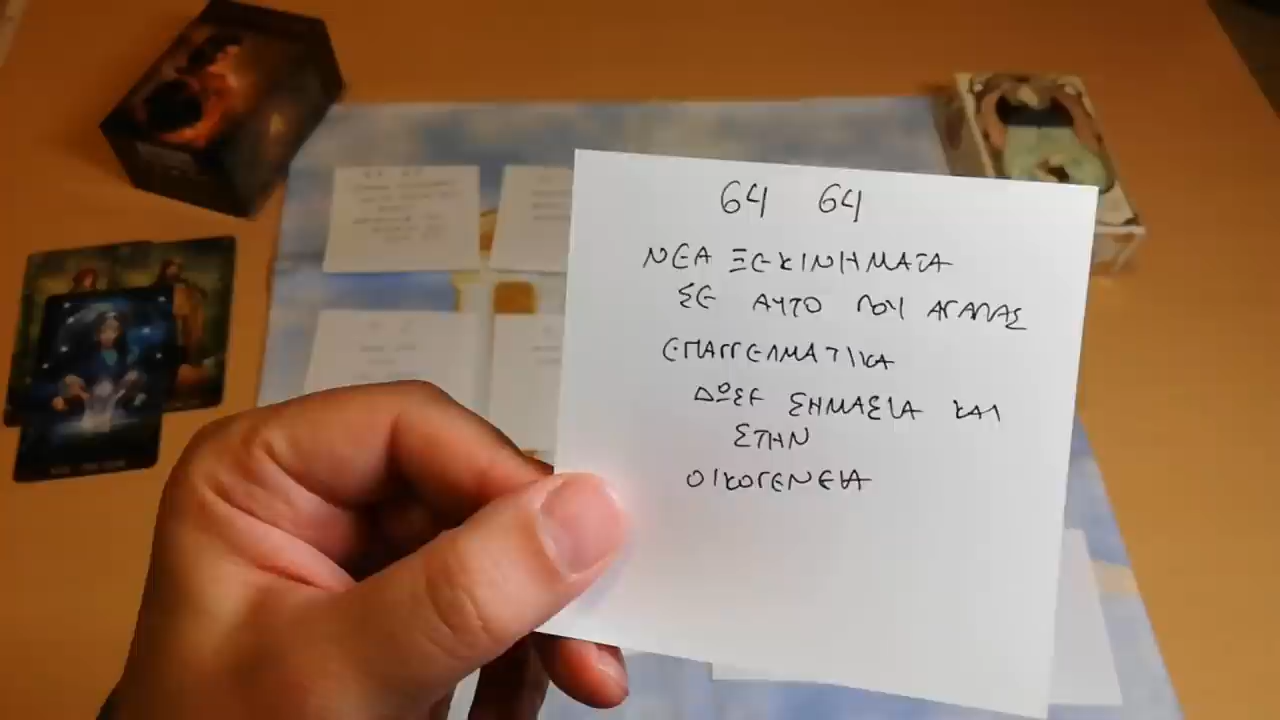 64 64
ΝΕΑ ΞΕΚΙΝΗΜΑΤΑ
ΣΕ ΑΥΤΟ ΠΟΥ ΑΓΑΠΑΣ
ΕΠΑΓΓΕΛΜΑΤΙΚΑ
ΔΩΣΕ ΣΗΜΑΣΙΑ ΚΑΙ
ΣΤΗΝ
ΟΙΚΟΓΕΝΕΙΑ